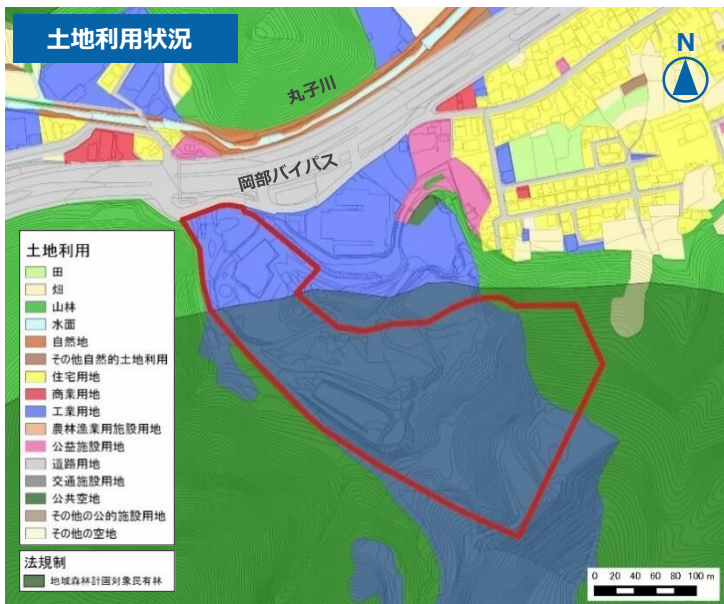 土地利用状況
N
丸子川
岡部バイパス
土地利用
田
畑
山林
水面
自然地
その他自然的土地利用
住宅用地
商業用地
工業用地
農林漁業用施設用地
公益施設用地
道路用地
交通施設用地
公共空地
その他の公的施設用地
その他の空地
法規制
地域森林計画対象民有林
0 20 40 60 80 100 m